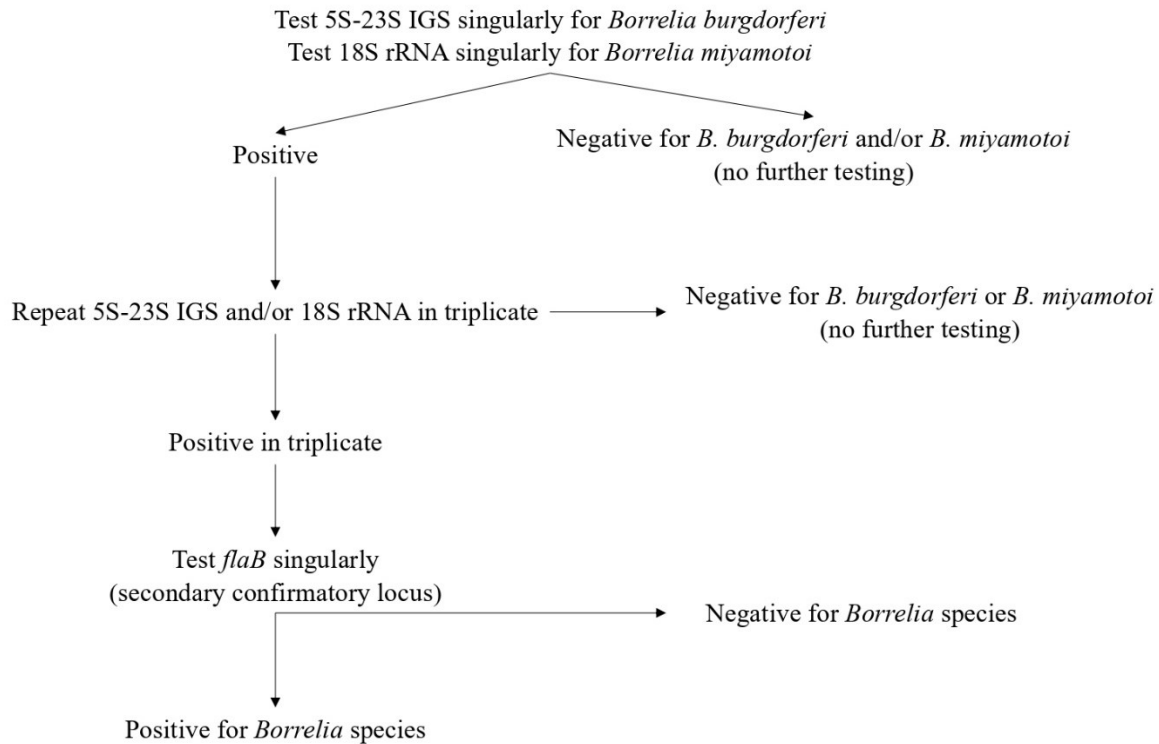 Test 5S-23S IGS singularly for Borrelia burgdorferi
Test 18S rRNA singularly for Borrelia miyamotoi
Positive
Negative for B. burgdorferi and/or B. miyamotoi
(no further testing)
Repeat 5S-23S IGS and/or 18S rRNA in triplicate
Negative for B. burgdorferi or B. miyamotoi
(no further testing)
Positive in triplicate
Test flaB singularly
(secondary confirmatory locus)
Negative for Borrelia species
Positive for Borrelia species